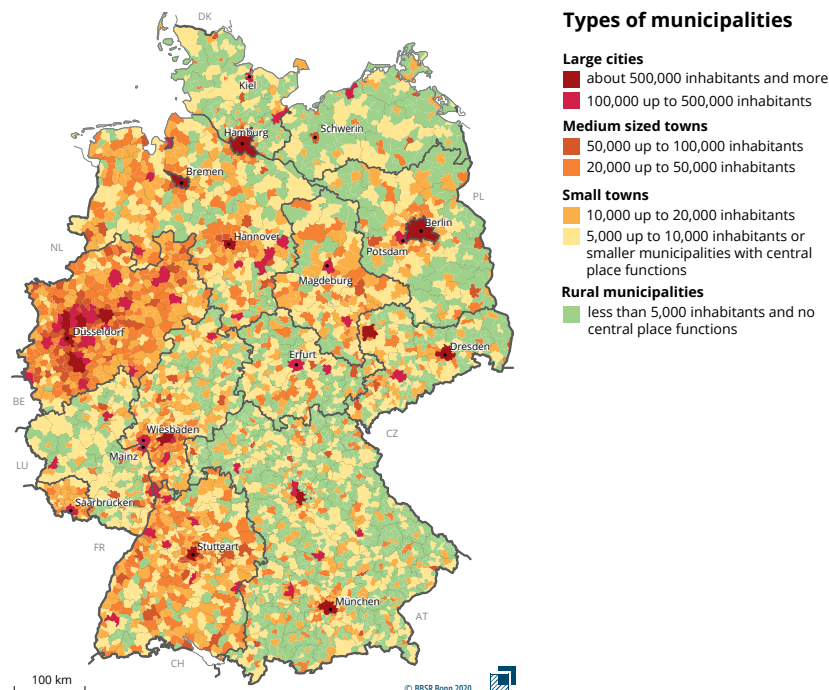 Types of municipalities
Large cities
about 500,000 inhabitants and more
100,000 up to 500,000 inhabitants
Medium sized towns
50,000 up to 100,000 inhabitants
20,000 up to 50,000 inhabitants
Small towns
10,000 up to 20,000 inhabitants
5,000 up to 10,000 inhabitants or
smaller municipalities with central
place functions
Rural municipalities
less than 5,000 inhabitants and no
central place functions
DK
Kiel
Hamburg
Schwerin
Bremen
PL
Berlin
Hannover
NL
Potsdam
Magdeburg
Düsseldorf
Dresden
Erfurt
BE
Wiesbaden
CZ
Mainz
LU
Saarbrücken
FR
Stuttgart
München
AT
CH
100 km
© BBSR Bonn 2020